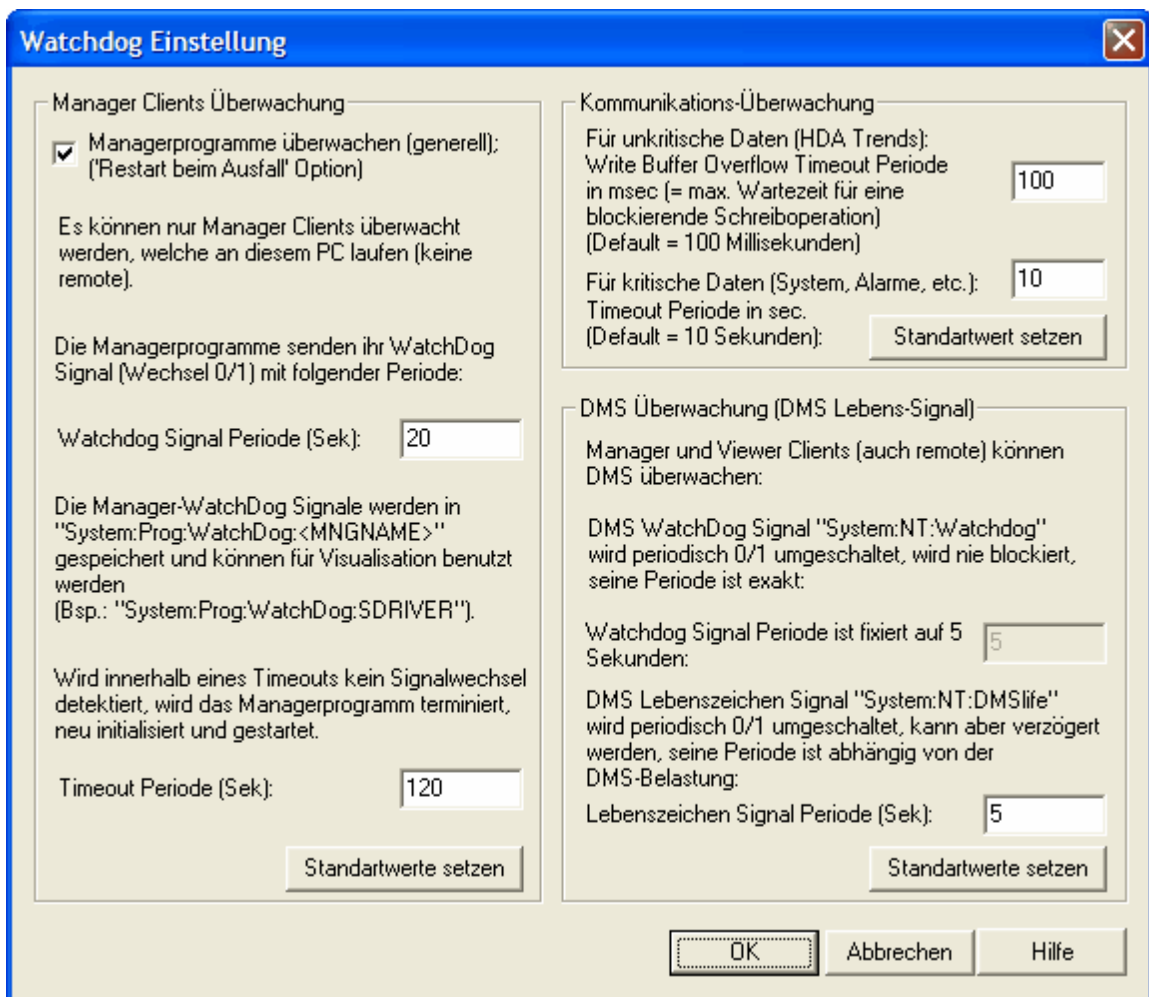 Watchdog Einstellung
Manager Clients Überwachung
Managerprogramme überwachen (generell);
('Restart beim Ausfall' Option)
Es können nur Manager Clients überwacht
werden, welche an diesem PC laufen (keine
remote).
Die Managerprogramme senden ihr WatchDog
Signal (Wechsel 0/1) mit folgender Periode:
Watchdog Signal Periode (Sek): 20
Die Manager-WatchDog Signale werden in
"System:Prog:WatchDog:<MNGNAME>"
gespeichert und können für Visualisation benutzt
werden
(Bsp.: "System:Prog:WatchDog:SDRIVER").
Wird innerhalb eines Timeouts kein Signalwechsel
detektiert, wird das Managerprogramm terminiert,
neu initialisiert und gestartet.
Timeout Periode (Sek): 120
Standartwerte setzen
Kommunikations-Überwachung
Für unkritische Daten (HDA Trends):
Write Buffer Overflow Timeout Periode
in msec (= max. Wartezeit für eine
blockierende Schreiboperation)
(Default = 100 Millisekunden)
100
Für kritische Daten (System, Alarme, etc.):
Timeout Periode in sec.
(Default = 10 Sekunden):
10
Standartwert setzen
DMS Überwachung (DMS Lebens-Signal)
Manager und Viewer Clients (auch remote) können
DMS überwachen:
DMS WatchDog Signal "System:NT:Watchdog"
wird periodisch 0/1 umgeschaltet, wird nie blockiert,
seine Periode ist exakt:
Watchdog Signal Periode ist fixiert auf 5
Sekunden:
5
DMS Lebenszeichen Signal "System:NT:DMSlife"
wird periodisch 0/1 umgeschaltet, kann aber verzögert
werden, seine Periode ist abhängig von der
DMS-Belastung:
Lebenszeichen Signal Periode (Sek): 5
Standartwerte setzen
OK
Abbrechen
Hilfe